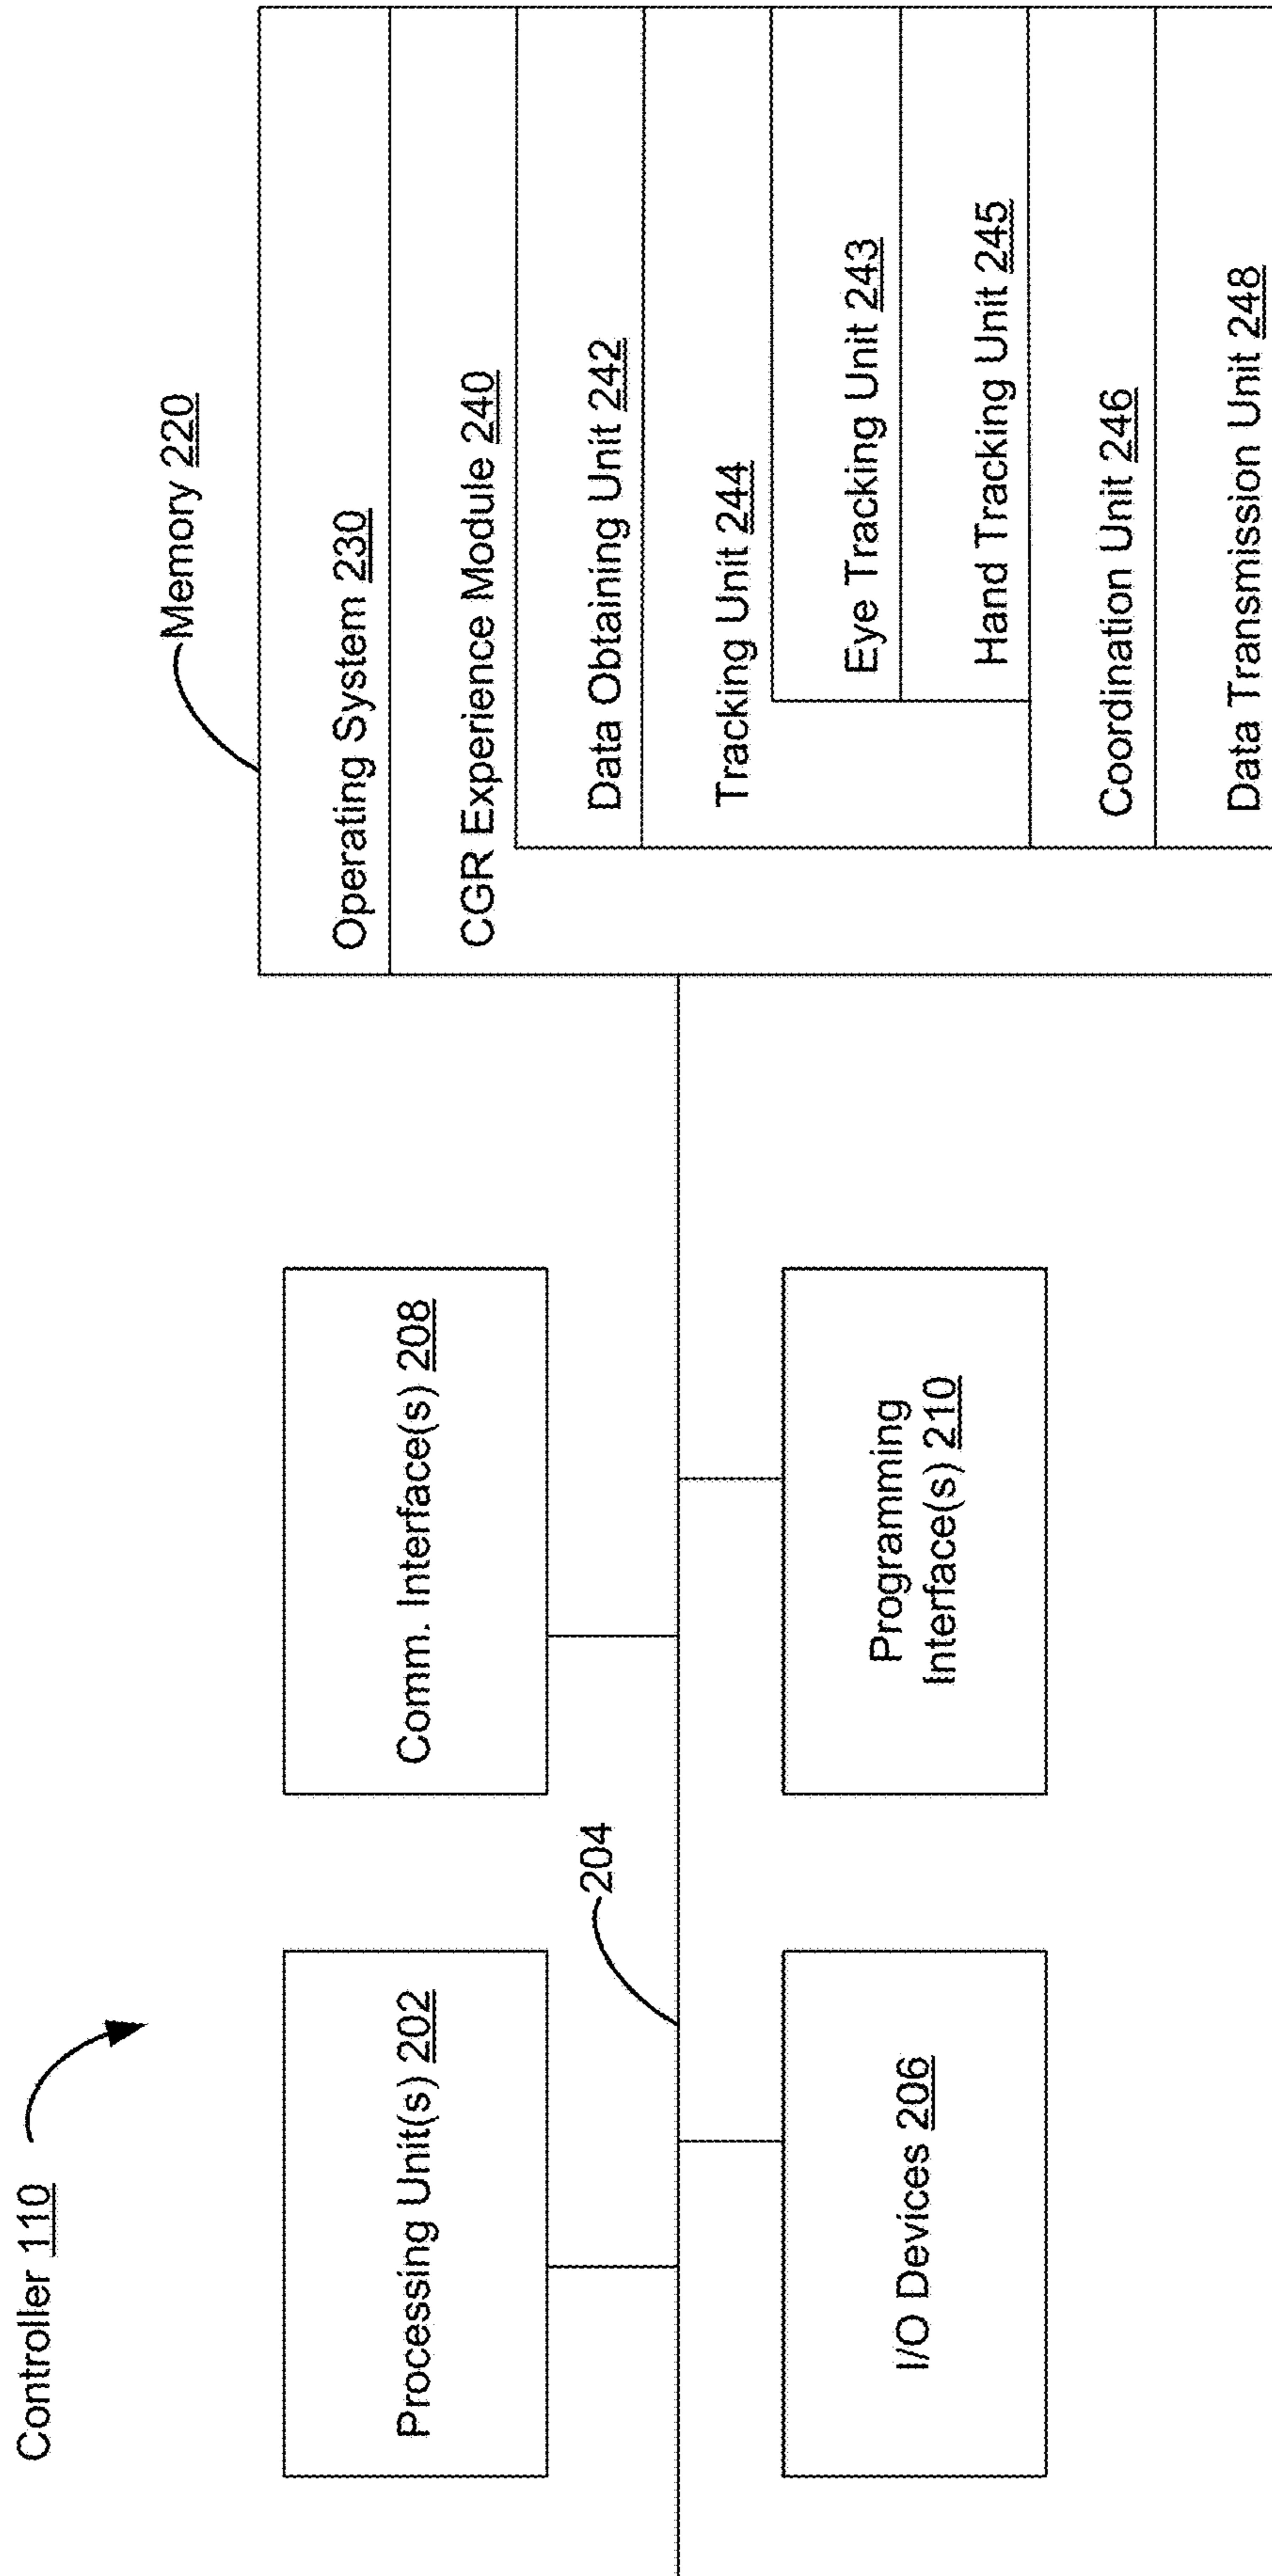 Controller 110
Memory 220
Processing Unit(s) 202
Comm. Interface(s) 208
204
I/O Devices 206
Programming
Interface(s) 210
Operating System 230
CGR Experience Module 240
Data Obtaining Unit 242
Tracking Unit 244
Eye Tracking Unit 243
Hand Tracking Unit 245
Coordination Unit 246
Data Transmission Unit 248